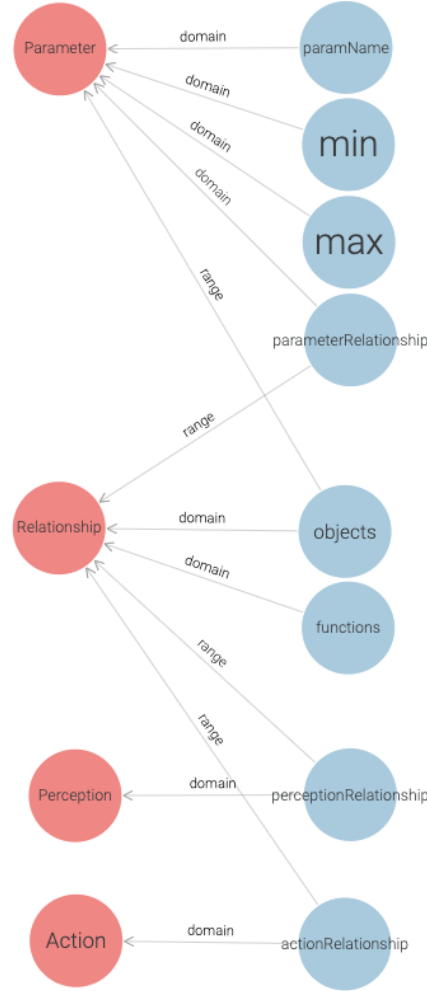 Parameter
domain
paramName
domain
min
domain
max
domain
range
parameterRelationship
range
Relationship
domain
objects
domain
functions
range
range
Perception
domain
perceptionRelationship
Action
domain
actionRelationship